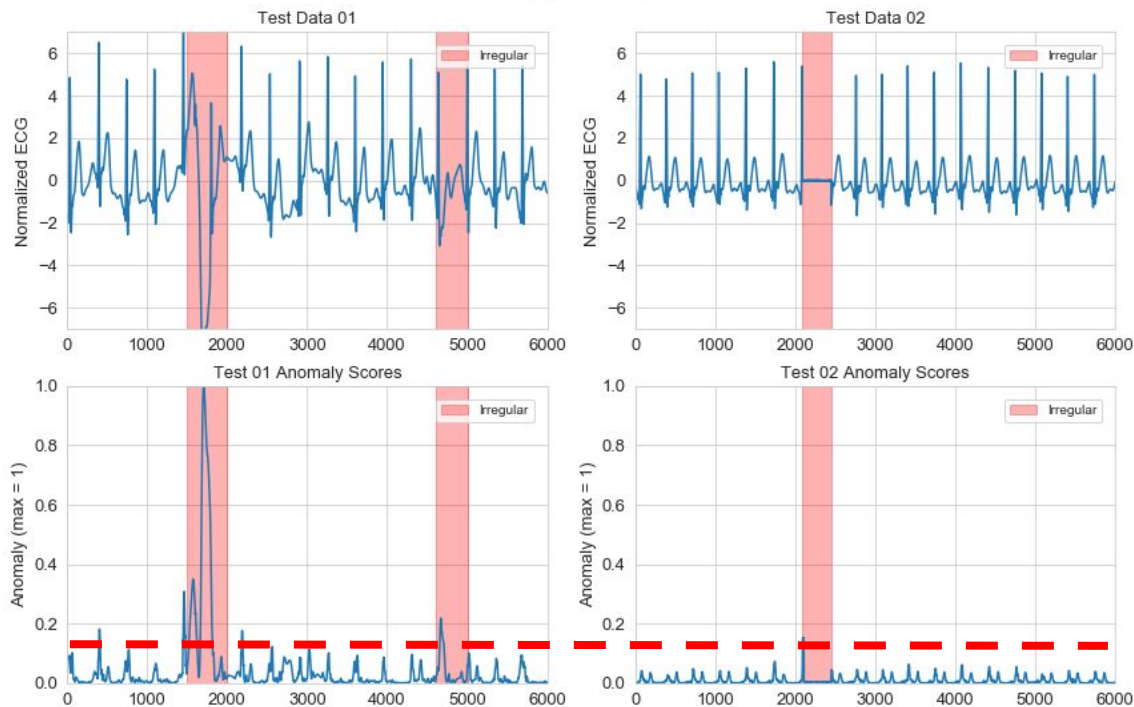 Test Data 01
Irregular
Normalized ECG
6
4
2
0
−2
−4
−6
0 1000 2000 3000 4000 5000 6000
Test Data 02
Irregular
Normalized ECG
6
4
2
0
−2
−4
−6
0 1000 2000 3000 4000 5000 6000
Test 01 Anomaly Scores
Irregular
Anomaly (max = 1)
1.0
0.8
0.6
0.4
0.2
0.0
0 1000 2000 3000 4000 5000 6000
Test 02 Anomaly Scores
Irregular
Anomaly (max = 1)
1.0
0.8
0.6
0.4
0.2
0.0
0 1000 2000 3000 4000 5000 6000